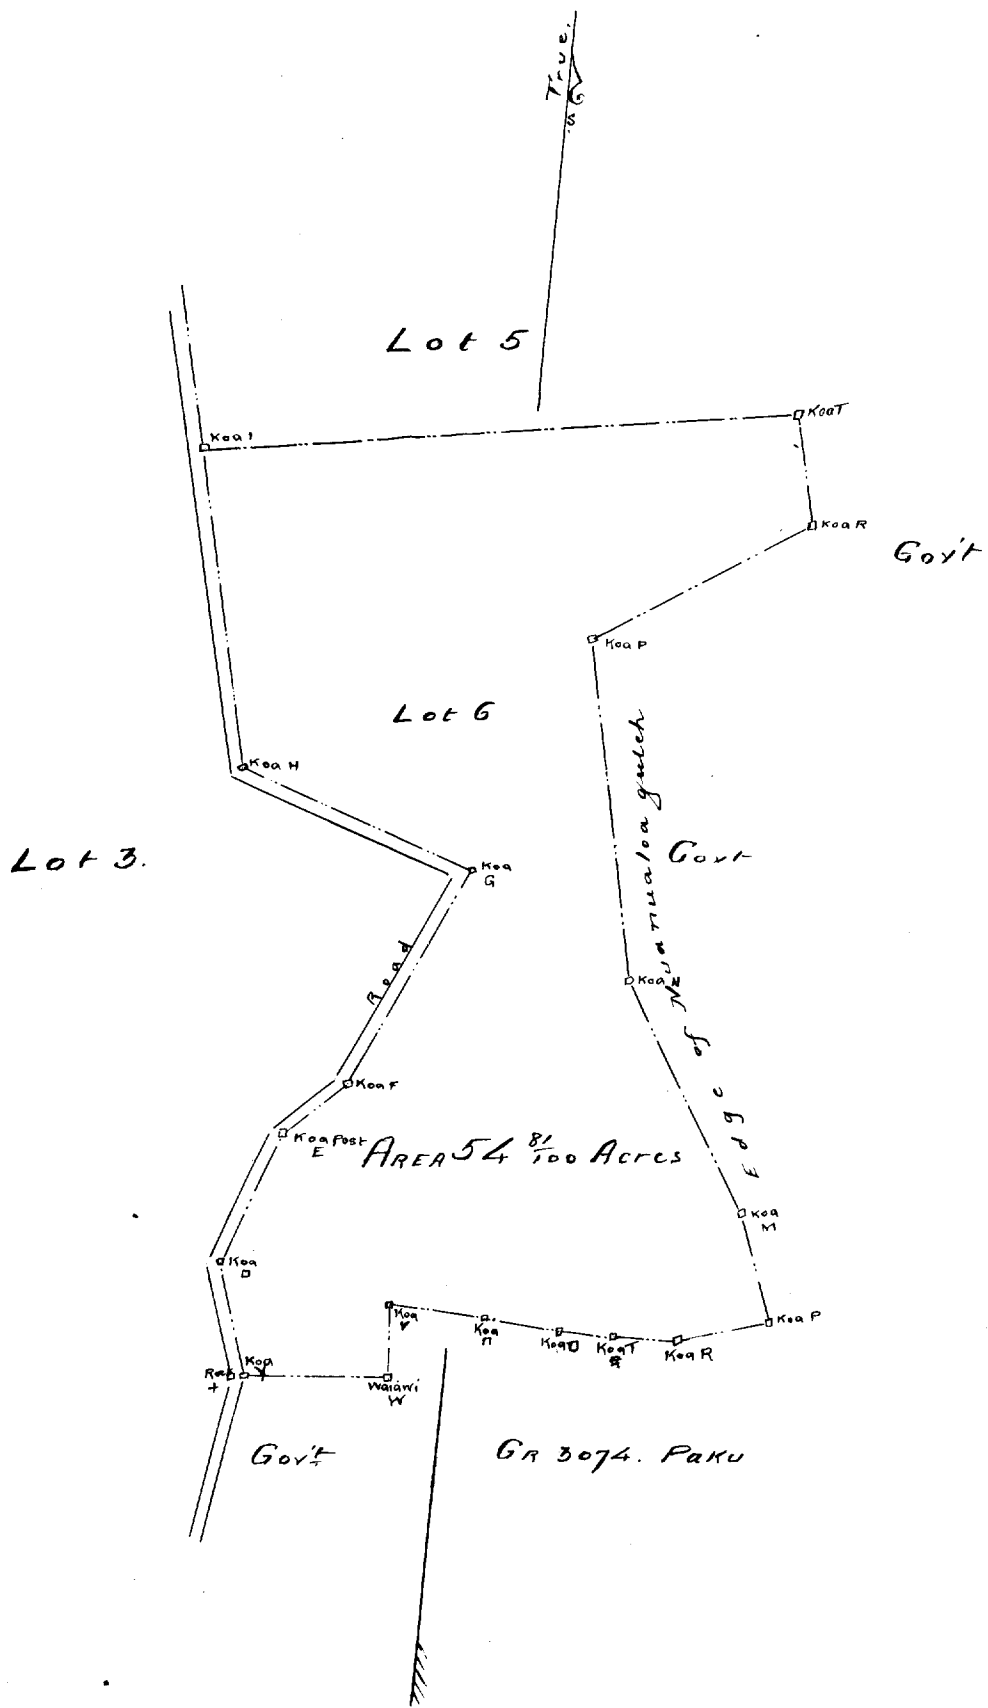 True.
Lot 5
Koa I
Koa T
Koa R
Gov't
Koa P
Lot 6
Koa H
Lot 3.
Koa
G
Govt
Road
Koa
Edge of gulch
Koa F
Koa Post
E
AREA 54 81/100 Acres
Koa
M
Koa
D
Koa P
Koa
V
Koa
Koa
Koa T
Koa R
Koa
+
Waiawi
W
Gov't
GR 3074. Paku